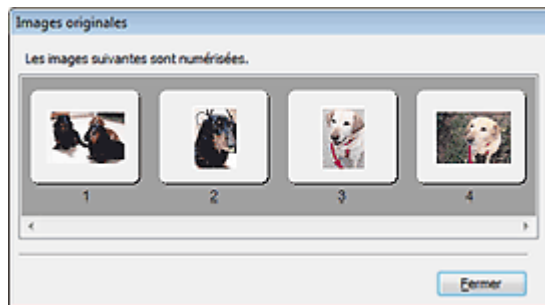 Images originales
Les images suivantes sont numérisées.
1 2 3 4
Fermer